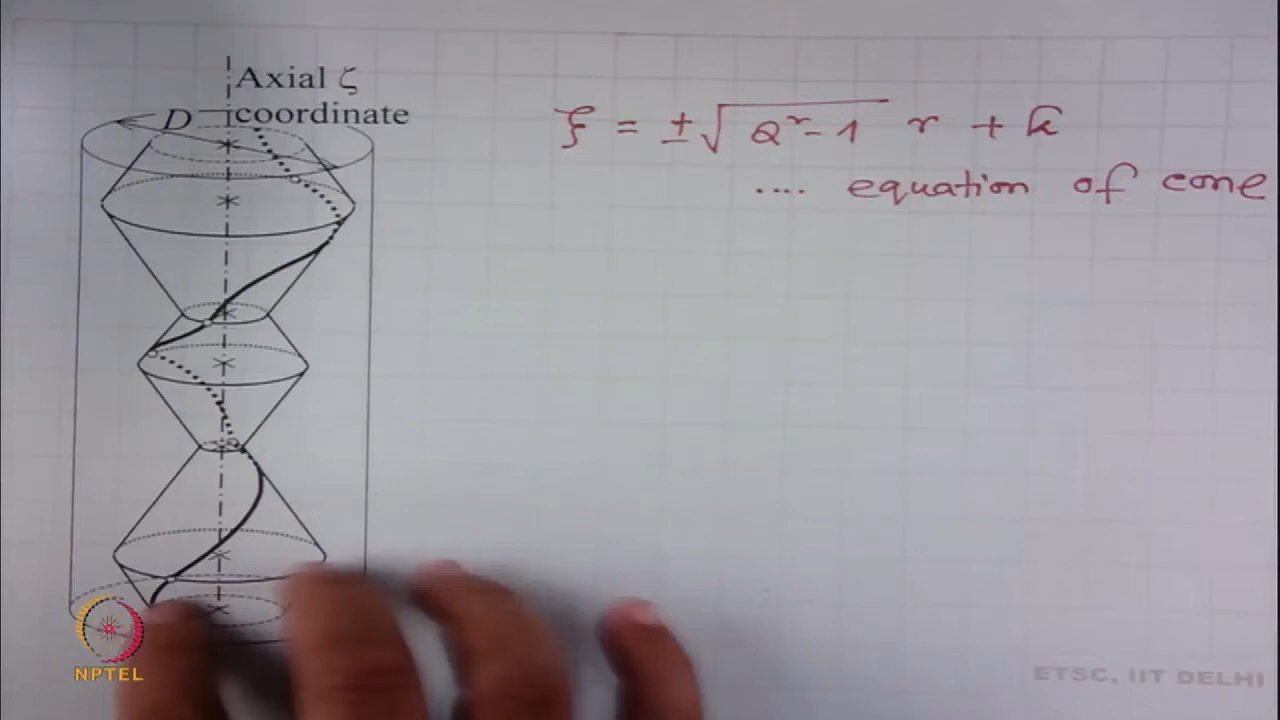 Axial ζ
D coordinate
ξ = ±√(Q² - 1) r + k
.... equation of cone
NPTEL
ETSC, IIT DELHI